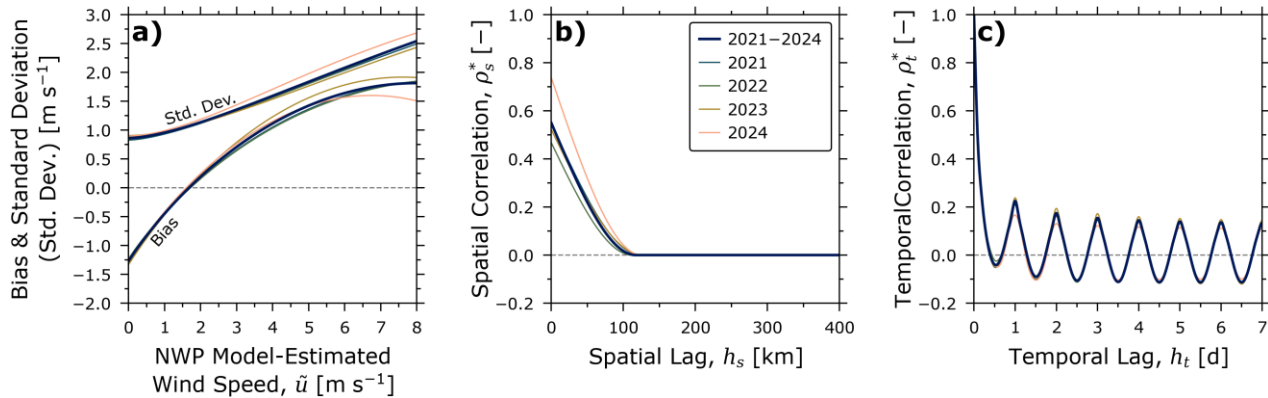 a)
Bias & Standard Deviation
(Std. Dev.) [m s⁻¹]
3.0
2.5
2.0
1.5
1.0
0.5
0.0
−0.5
−1.0
−1.5
−2.0
Std. Dev.
Bias
0 1 2 3 4 5 6 7 8
NWP Model-Estimated
Wind Speed, ũ [m s⁻¹]
b)
Spatial Correlation, ρₛ* [−]
1.0
0.8
0.6
0.4
0.2
0.0
−0.2
2021−2024
2021
2022
2023
2024
0 100 200 300 400
Spatial Lag, hₛ [km]
c)
TemporalCorrelation, ρₜ* [−]
1.0
0.8
0.6
0.4
0.2
0.0
−0.2
0 1 2 3 4 5 6 7
Temporal Lag, hₜ [d]